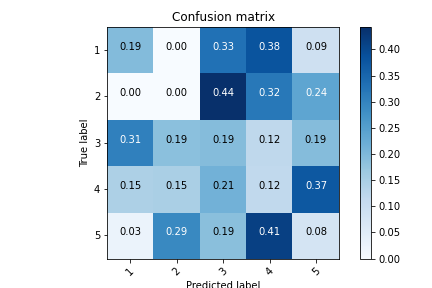 Confusion matrix
True label
1 0.19 0.00 0.33 0.38 0.09
2 0.00 0.00 0.44 0.32 0.24
3 0.31 0.19 0.19 0.12 0.19
4 0.15 0.15 0.21 0.12 0.37
5 0.03 0.29 0.19 0.41 0.08
1 2 3 4 5
Predicted label
0.40
0.35
0.30
0.25
0.20
0.15
0.10
0.05
0.00